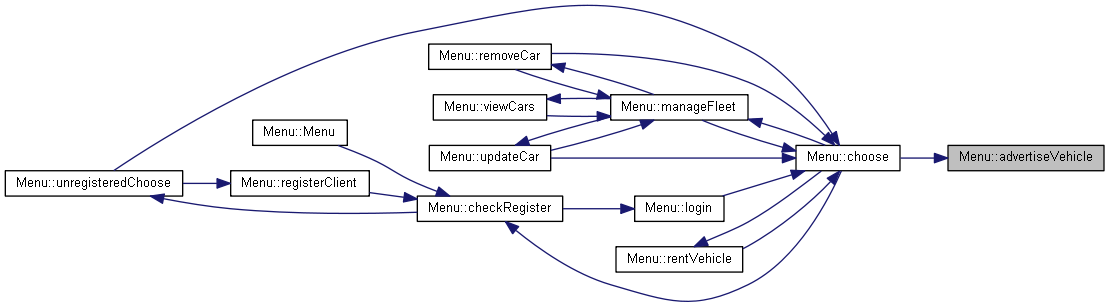 Menu::removeCar
Menu::viewCars
Menu::manageFleet
Menu::Menu
Menu::updateCar
Menu::choose
Menu::advertiseVehicle
Menu::unregisteredChoose
Menu::registerClient
Menu::checkRegister
Menu::login
Menu::rentVehicle